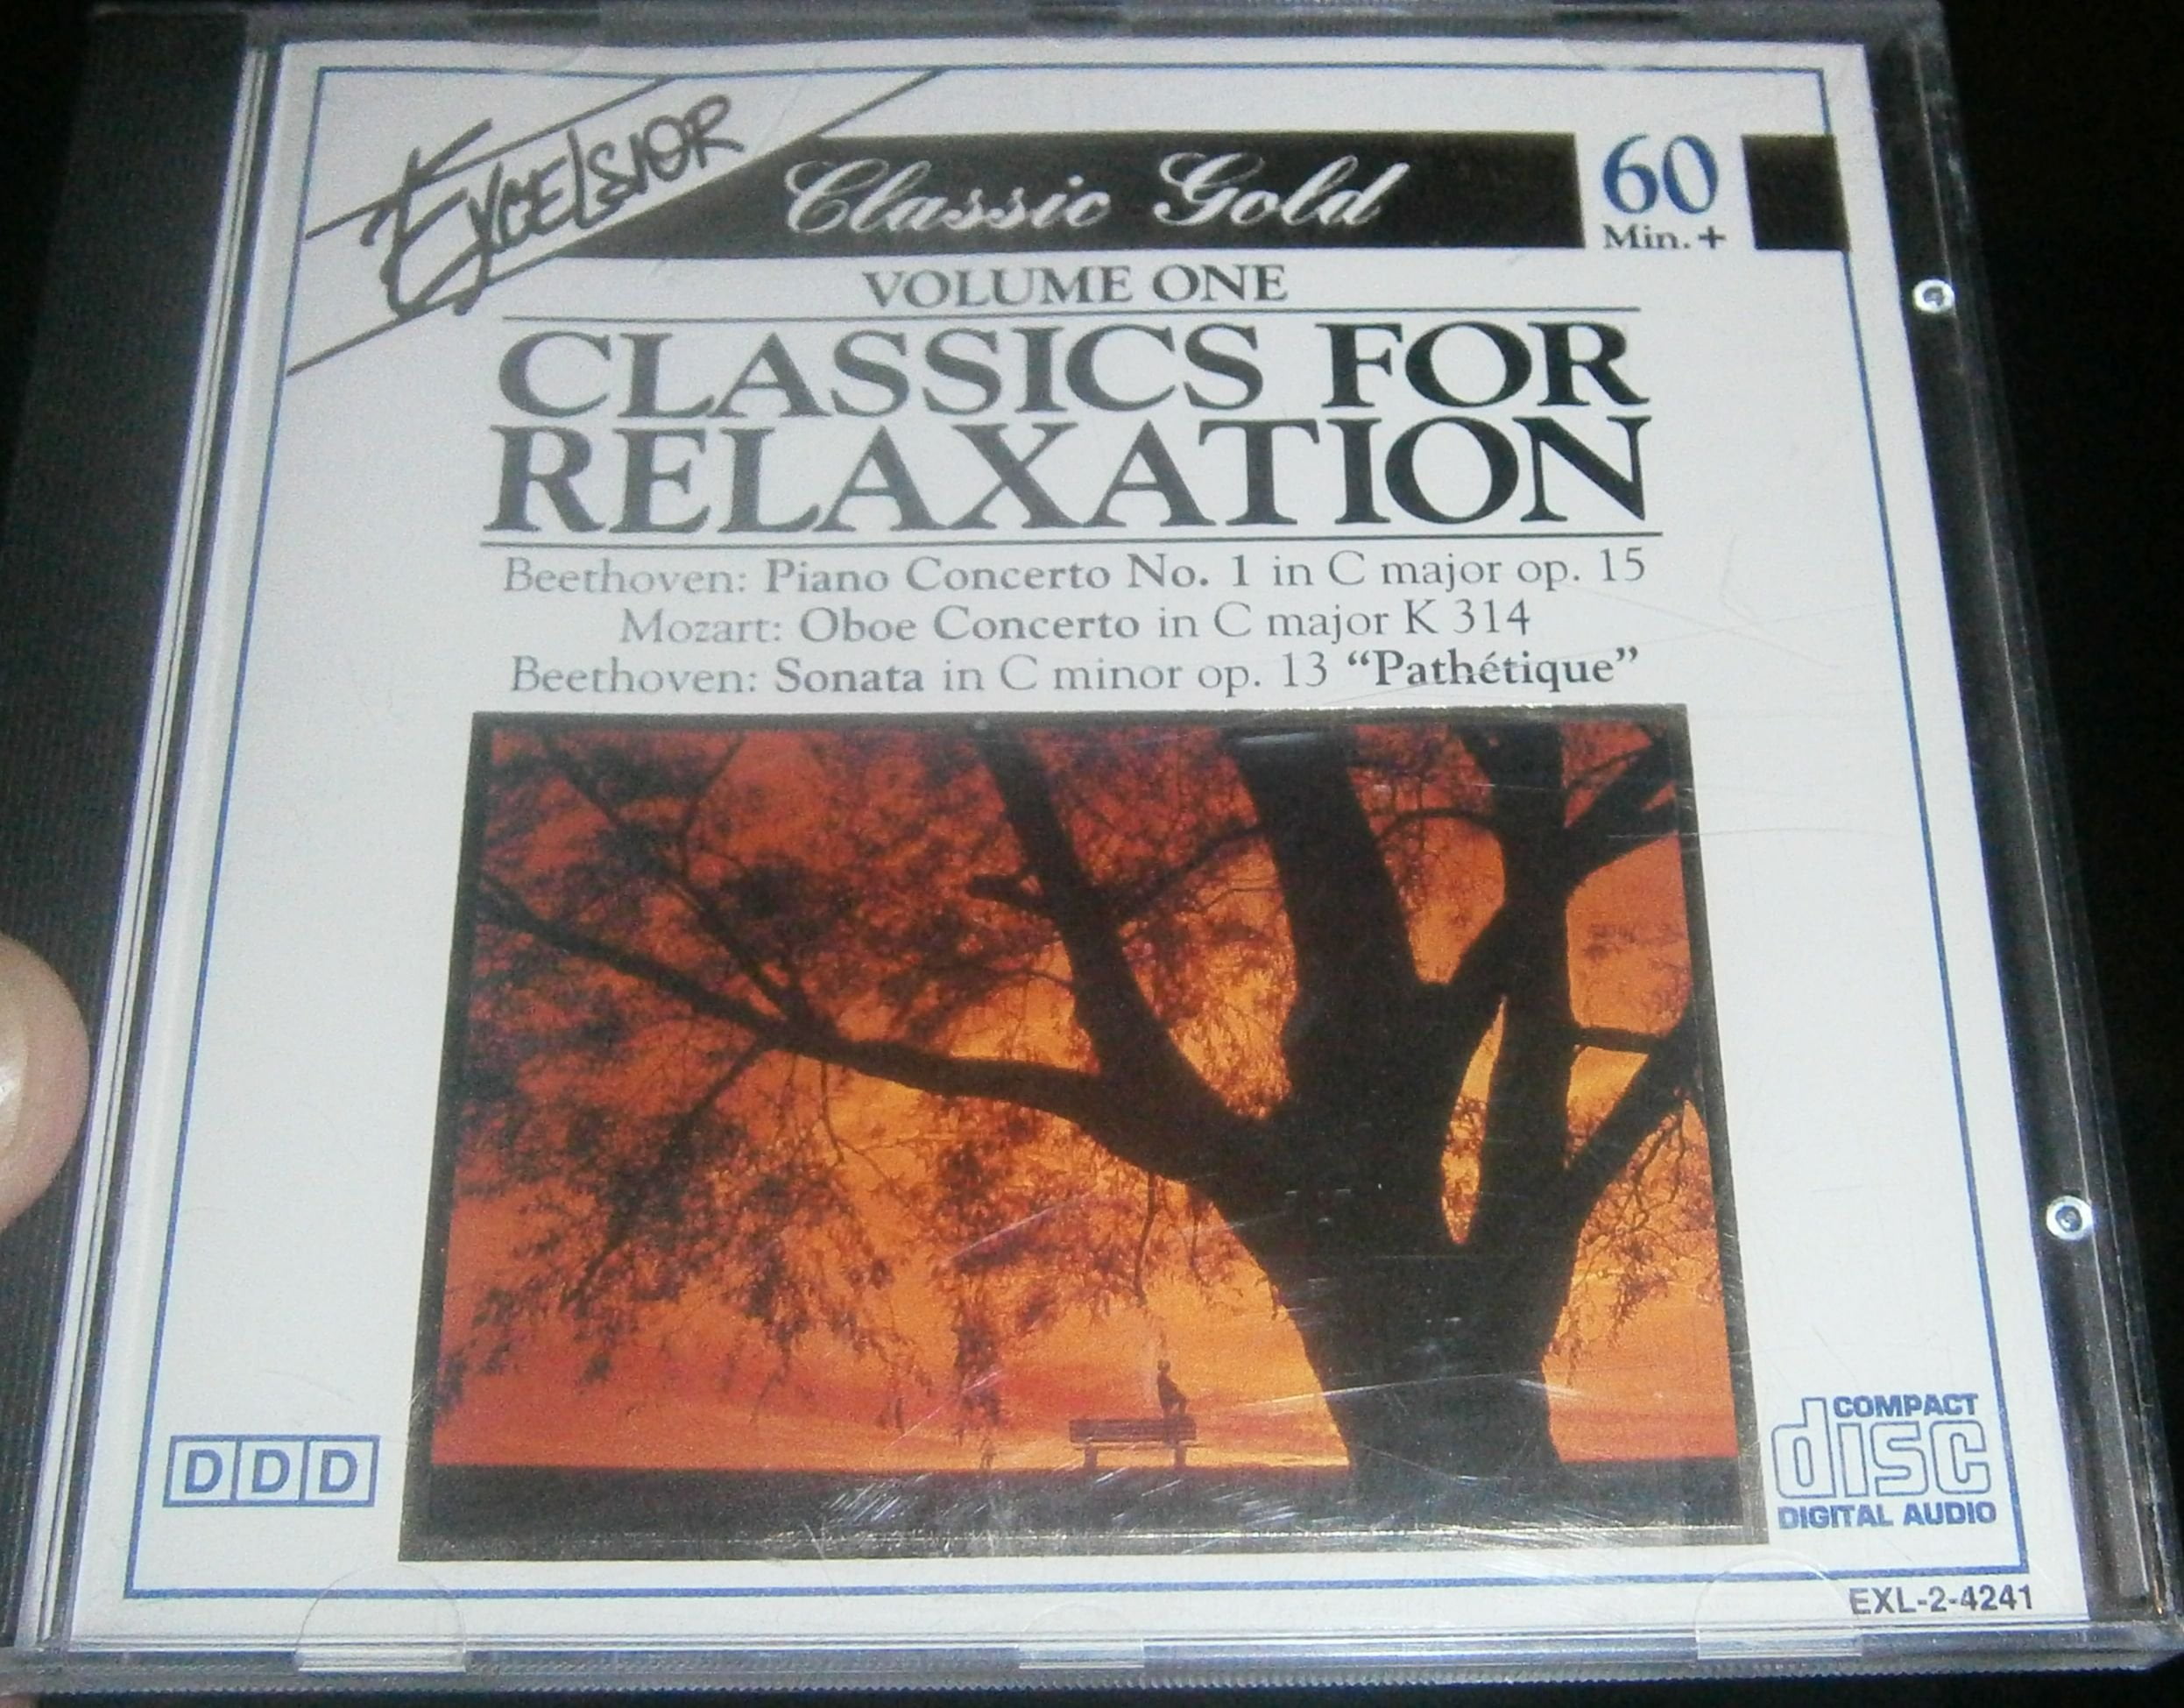 EXCELSIOR
Classic Gold
60
Min.+
VOLUME ONE
CLASSICS FOR
RELAXATION
Beethoven: Piano Concerto No. 1 in C major op. 15
Mozart: Oboe Concerto in C major K 314
Beethoven: Sonata in C minor op. 13 “Pathétique”
DDD
COMPACT
disc
DIGITAL AUDIO
EXL-2-4241